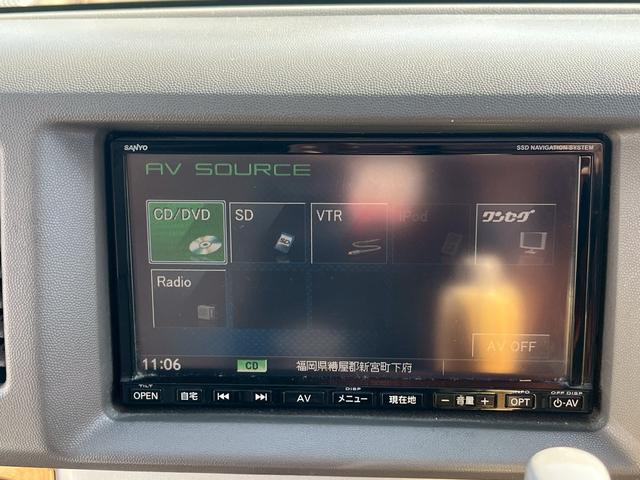 SANYO SSD NAVIGATION SYSTEM
AV SOURCE
CD/DVD SD VTR iPod ワンセグ
Radio
AV OFF
11:06 CD 福岡県糟屋郡新宮町下府
TILT DISP INFO OFF DISP
OPEN 自宅 AV メニュー 現在地 − 音量 + OPT ⏻-AV